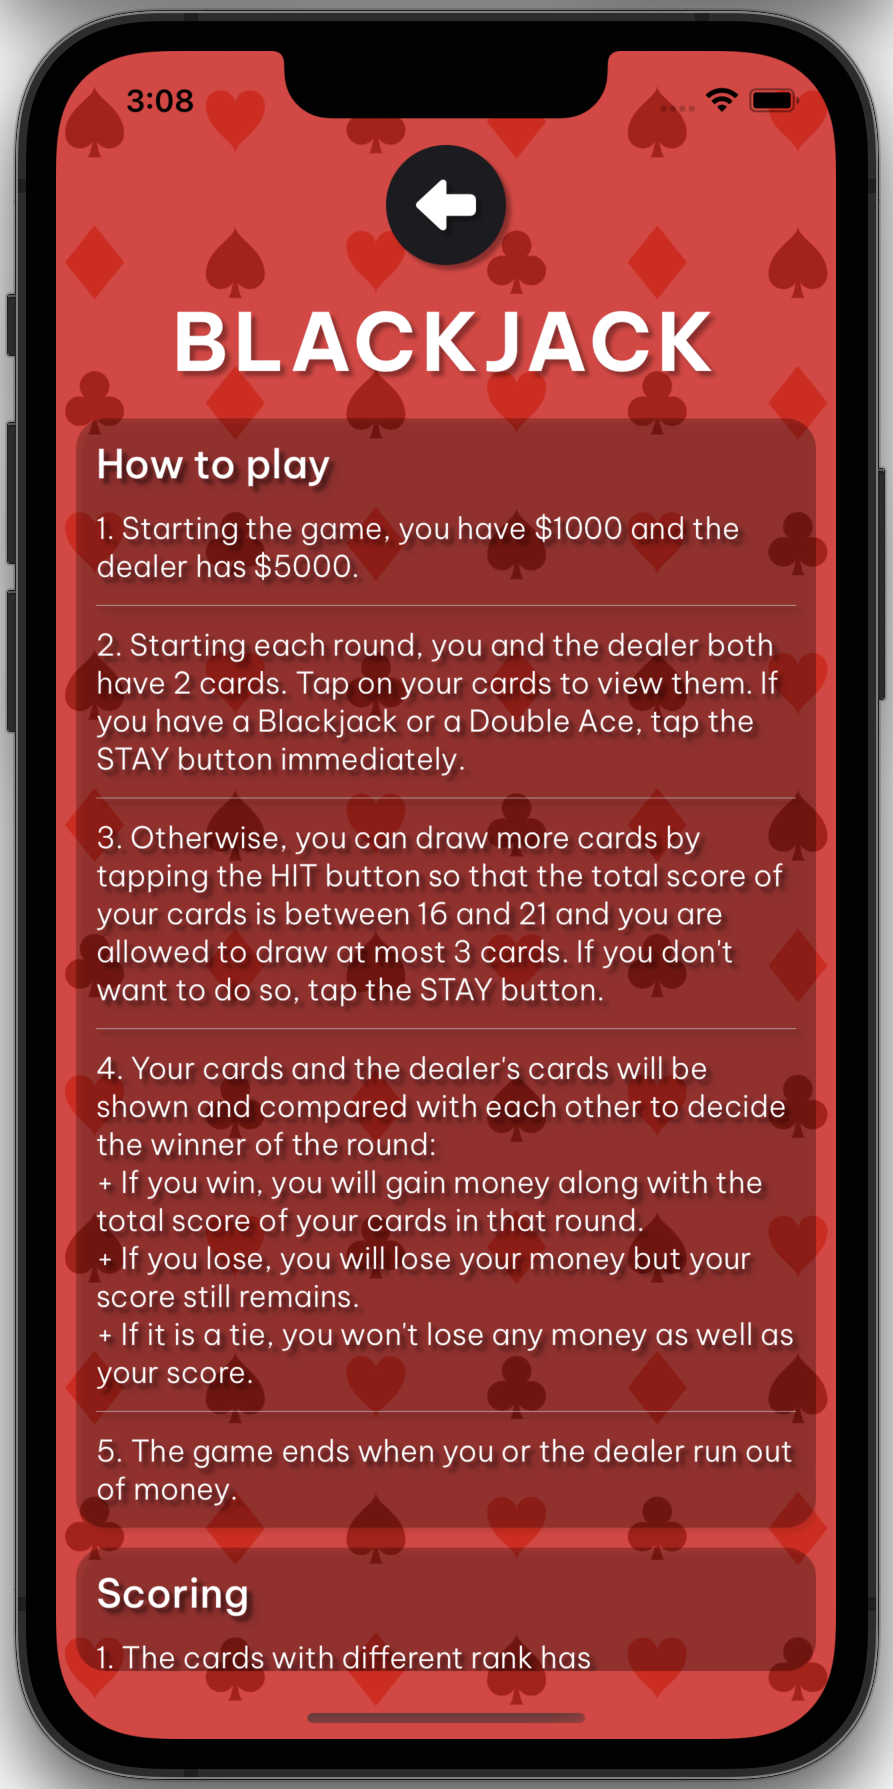 3:08
BLACKJACK
How to play
1. Starting the game, you have $1000 and the
dealer has $5000.
2. Starting each round, you and the dealer both
have 2 cards. Tap on your cards to view them. If
you have a Blackjack or a Double Ace, tap the
STAY button immediately.
3. Otherwise, you can draw more cards by
tapping the HIT button so that the total score of
your cards is between 16 and 21 and you are
allowed to draw at most 3 cards. If you don't
want to do so, tap the STAY button.
4. Your cards and the dealer's cards will be
shown and compared with each other to decide
the winner of the round:
+ If you win, you will gain money along with the
total score of your cards in that round.
+ If you lose, you will lose your money but your
score still remains.
+ If it is a tie, you won't lose any money as well as
your score.
5. The game ends when you or the dealer run out
of money.
Scoring
1. The cards with different rank has